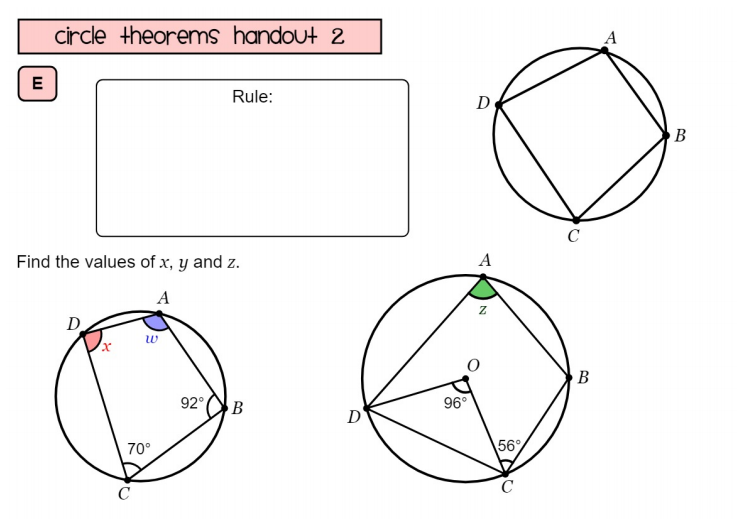 circle theorems handout 2
E
Rule:
A
D
B
C
Find the values of x, y and z.
A
D
x
w
92°
B
70°
C
A
z
O
B
96°
D
56°
C